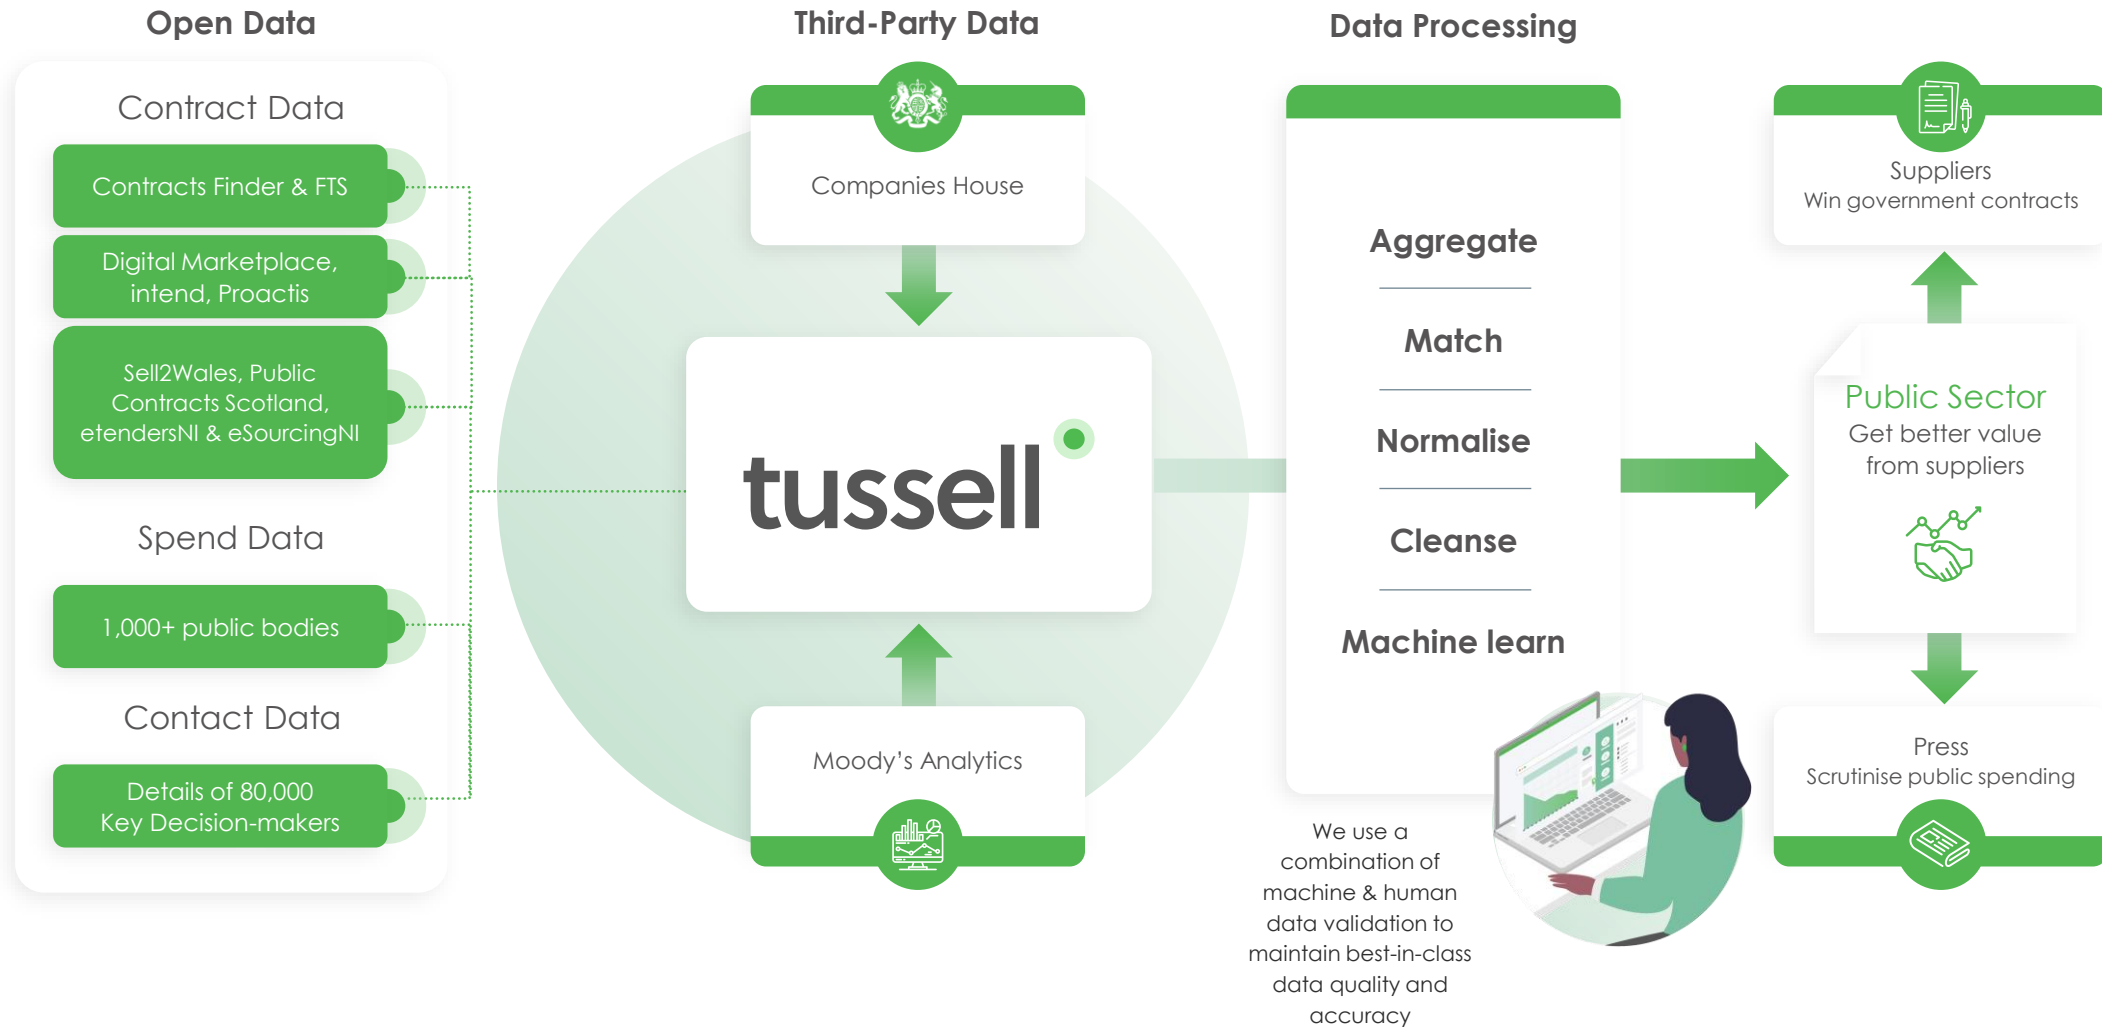 Open Data
Contract Data
Contracts Finder & FTS
Digital Marketplace,
intend, Proactis
Sell2Wales, Public
Contracts Scotland,
etendersNI & eSourcingNI
Spend Data
1,000+ public bodies
Contact Data
Details of 80,000
Key Decision-makers
Third-Party Data
Companies House
tussell
Moody's Analytics
Data Processing
Aggregate
Match
Normalise
Cleanse
Machine learn
We use a
combination of
machine & human
data validation to
maintain best-in-class
data quality and
accuracy
Suppliers
Win government contracts
Public Sector
Get better value
from suppliers
Press
Scrutinise public spending